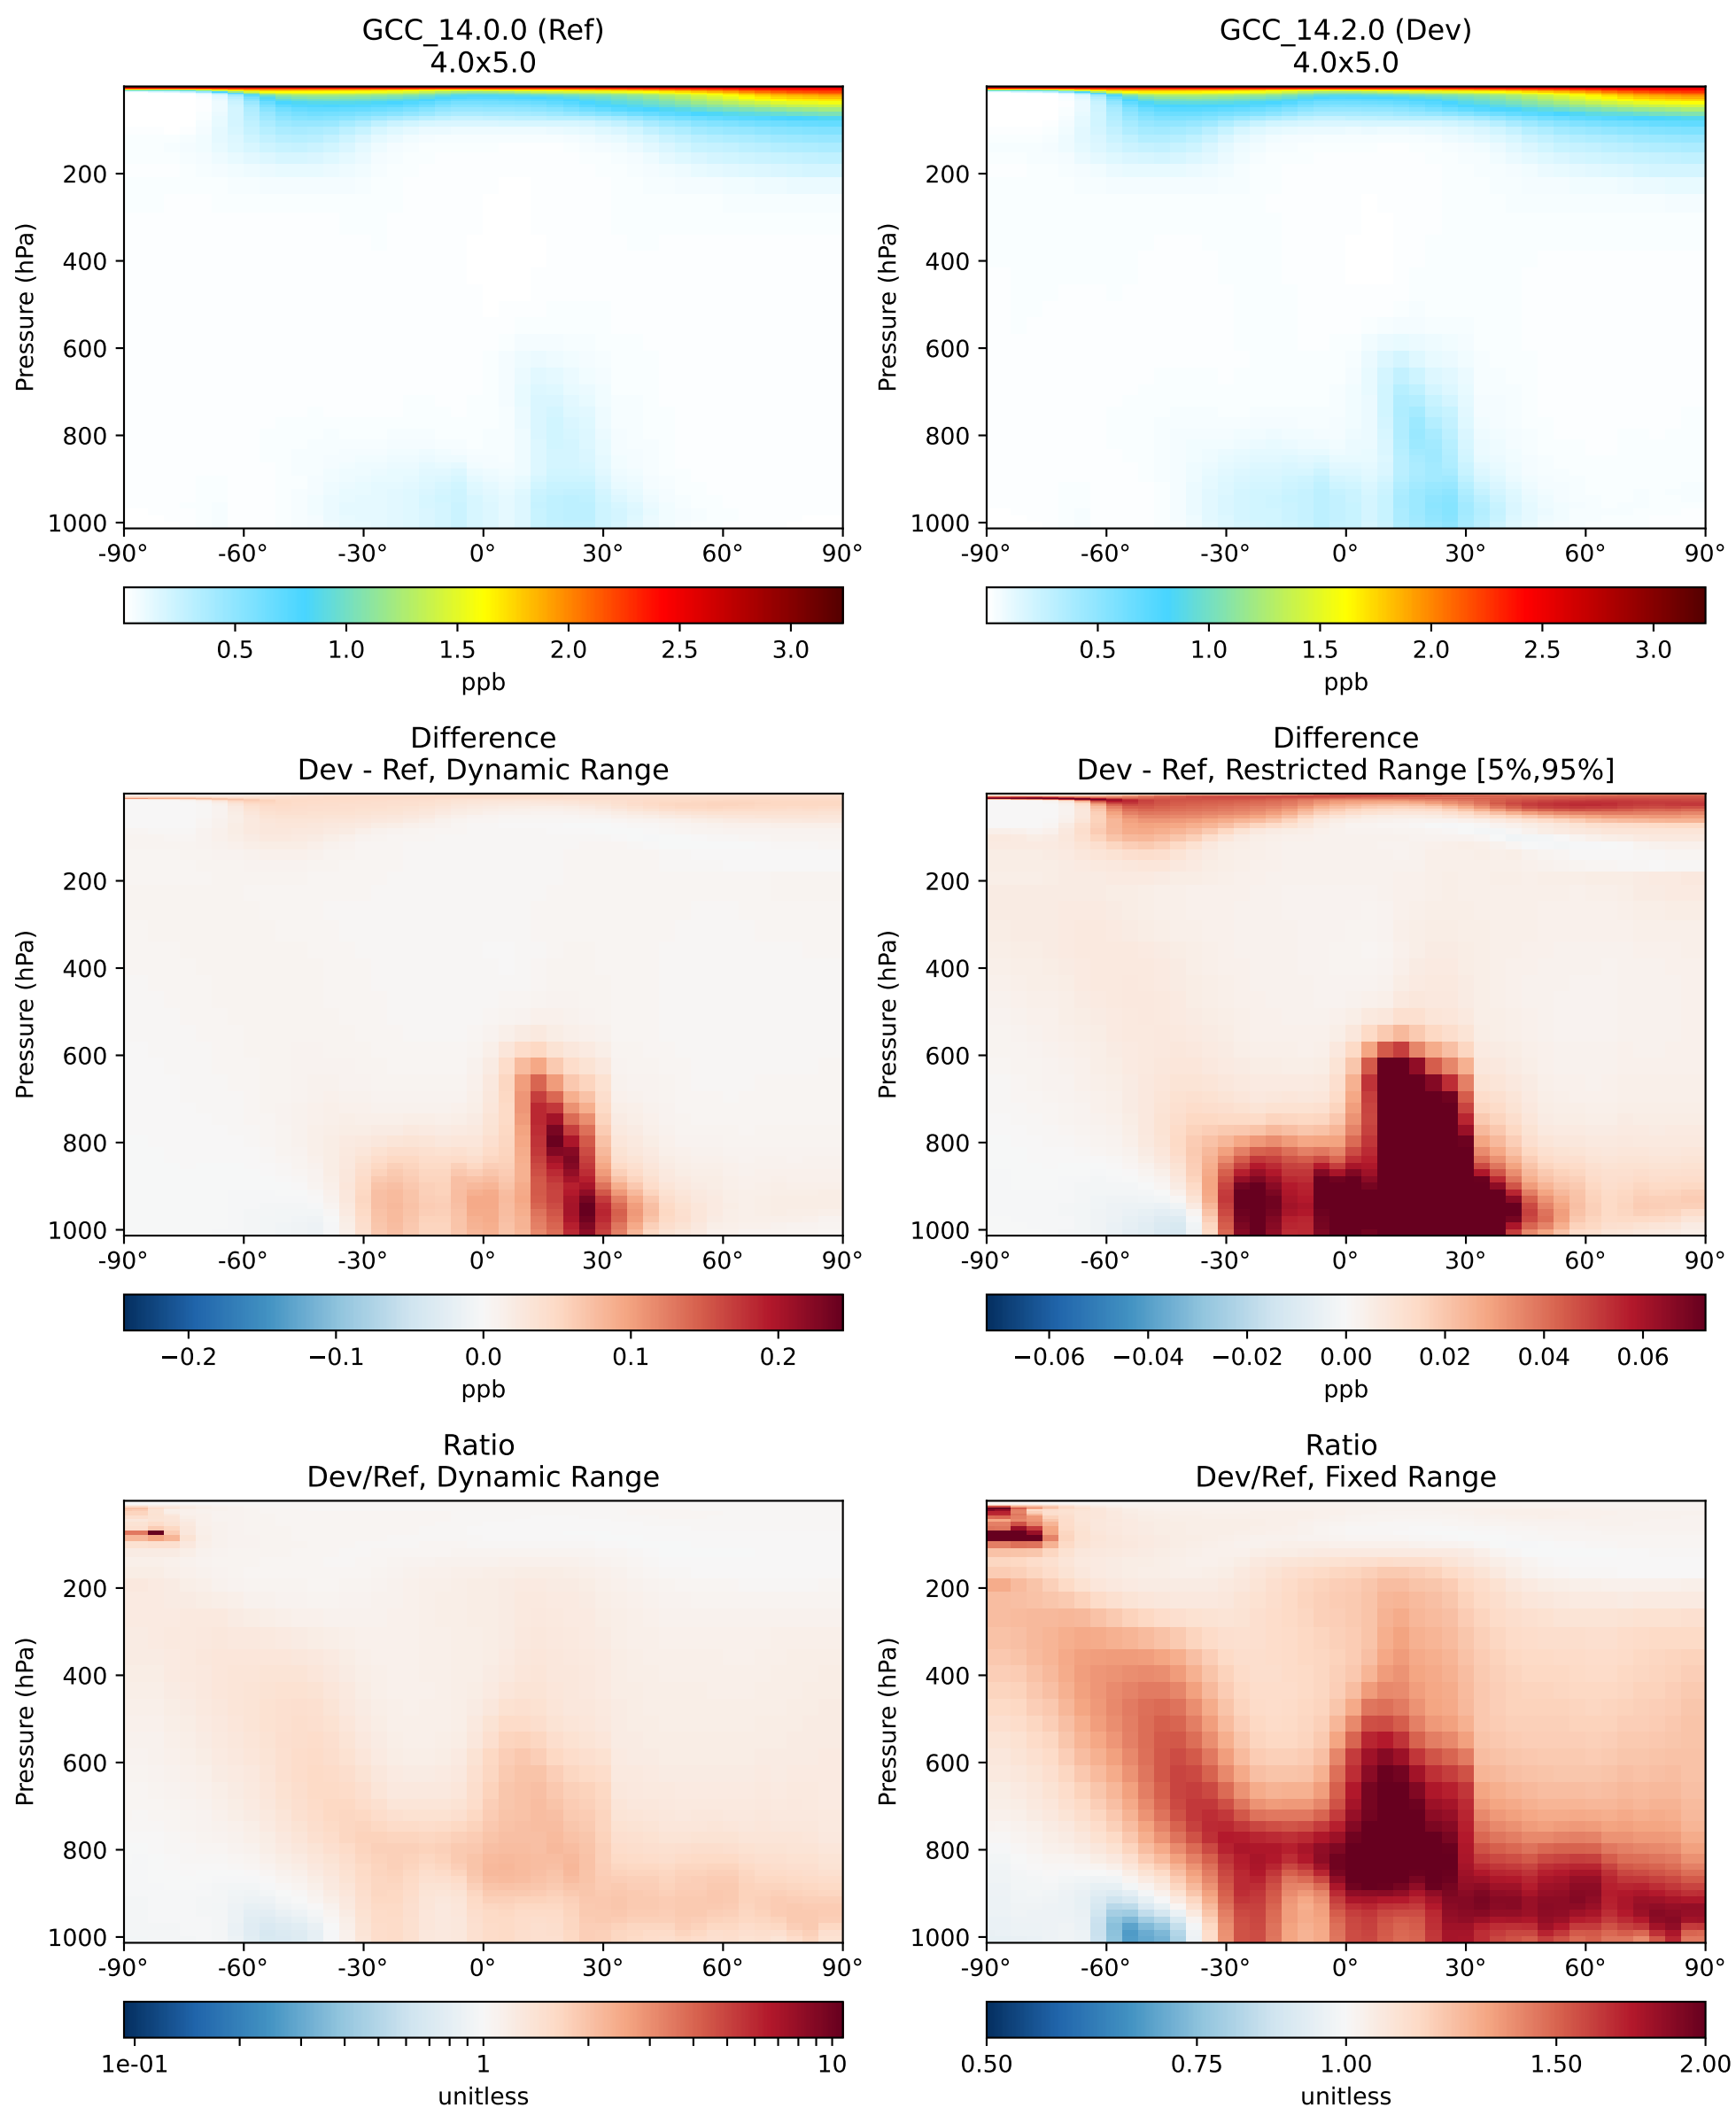 GCC_14.0.0 (Ref)
4.0x5.0
Pressure (hPa)
200
400
600
800
1000
-90° -60° -30° 0° 30° 60° 90°
0.5 1.0 1.5 2.0 2.5 3.0
ppb
GCC_14.2.0 (Dev)
4.0x5.0
Pressure (hPa)
200
400
600
800
1000
-90° -60° -30° 0° 30° 60° 90°
0.5 1.0 1.5 2.0 2.5 3.0
ppb
Difference
Dev - Ref, Dynamic Range
Pressure (hPa)
200
400
600
800
1000
-90° -60° -30° 0° 30° 60° 90°
−0.2 −0.1 0.0 0.1 0.2
ppb
Difference
Dev - Ref, Restricted Range [5%,95%]
Pressure (hPa)
200
400
600
800
1000
-90° -60° -30° 0° 30° 60° 90°
−0.06 −0.04 −0.02 0.00 0.02 0.04 0.06
ppb
Ratio
Dev/Ref, Dynamic Range
Pressure (hPa)
200
400
600
800
1000
-90° -60° -30° 0° 30° 60° 90°
1e-01 1 10
unitless
Ratio
Dev/Ref, Fixed Range
Pressure (hPa)
200
400
600
800
1000
-90° -60° -30° 0° 30° 60° 90°
0.50 0.75 1.00 1.50 2.00
unitless